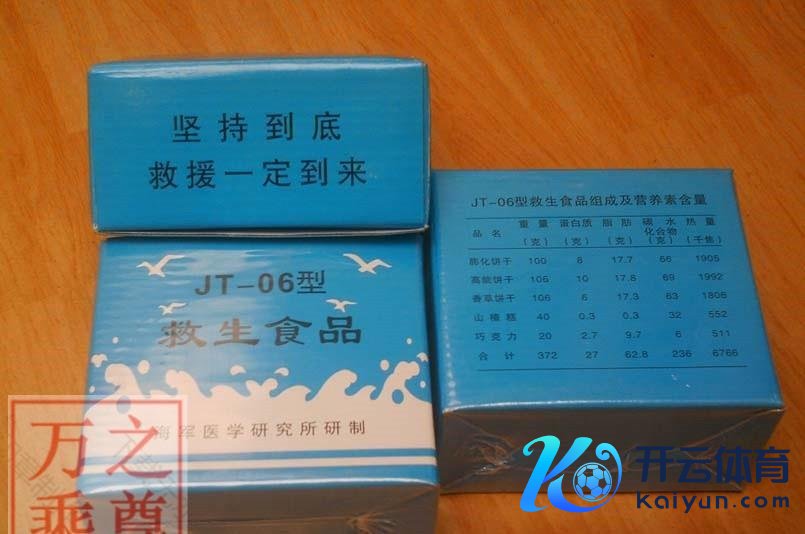 坚持到底
救援一定到来
JT-06型
救生食品
海军医学研究所研制
JT-06型救生食品组成及营养素含量
品名 重量(克) 蛋白质(克) 脂肪(克) 碳水化合物(克) 热量(千焦)
膨化饼干 100 8 17.7 66 1905
高能饼干 106 10 17.8 69 1992
香草饼干 106 6 17.3 63 1806
山楂糕 40 0.3 0.3 32 552
巧克力 20 2.7 9.7 6 511
合计 372 27 62.8 236 6766
万乘之尊
开云体育
Kaiyun.com